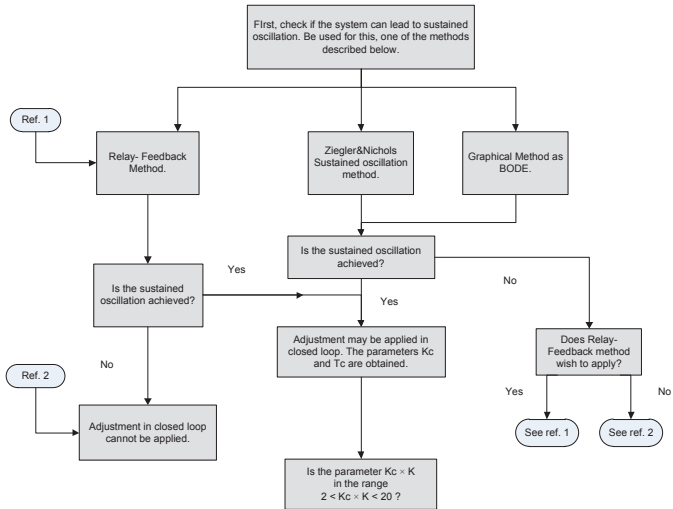 FIrst, check if the system can lead to sustained
oscillation. Be used for this, one of the methods
described below.
Ref. 1
Relay- Feedback
Method.
Ziegler&Nichols
Sustained oscillation
method.
Graphical Method as
BODE.
Is the sustained oscillation
achieved?
Yes
No
Is the sustained
oscillation achieved?
Yes
Adjustment may be applied in
closed loop. The parameters Kc
and Tc are obtained.
Does Relay-
Feedback method
wish to apply?
No
Ref. 2
Yes
No
Adjustment in closed loop
cannot be applied.
See ref. 1
See ref. 2
Is the parameter Kc × K
in the range
2 < Kc × K < 20 ?